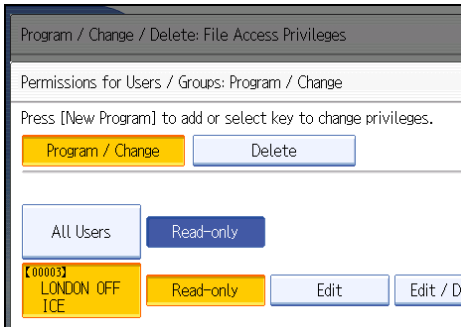 Program / Change / Delete: File Access Privileges
Permissions for Users / Groups: Program / Change
Press [New Program] to add or select key to change privileges.
Program / Change Delete
All Users Read-only
【00003】
LONDON OFF
ICE
Read-only Edit Edit / D